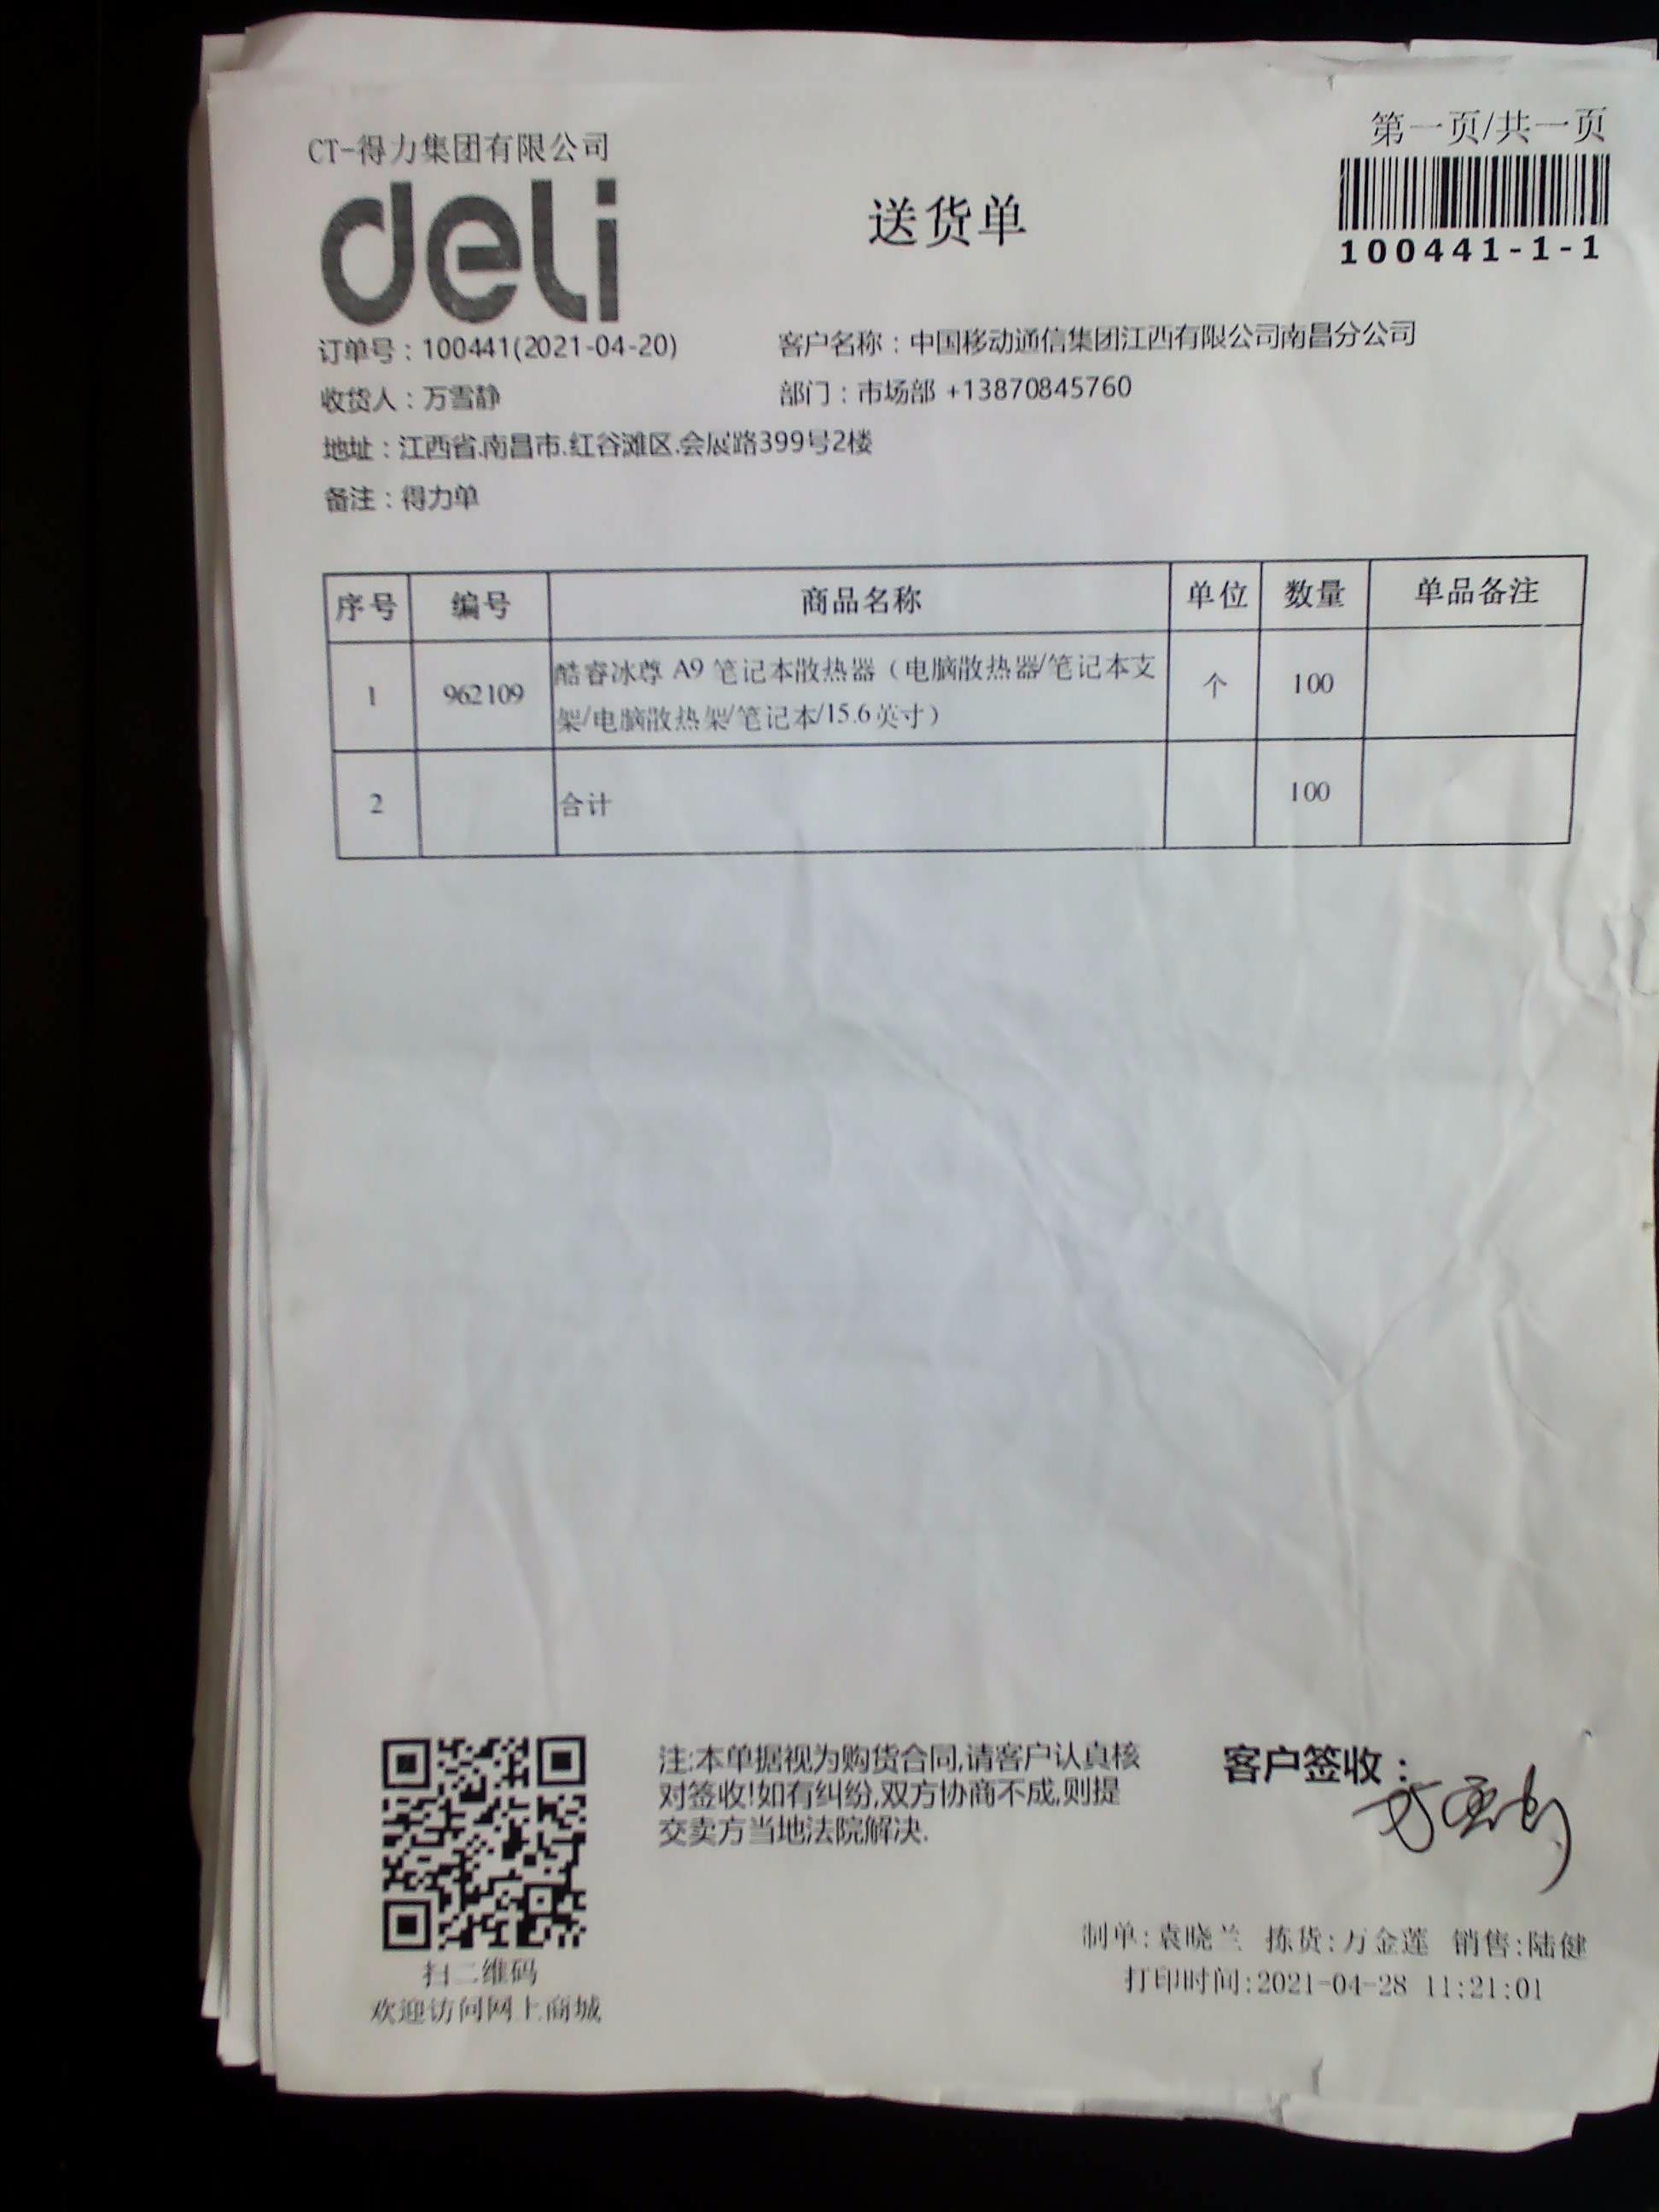 第一页/共一页
CT-得力集团有限公司
deli
送货单
100441-1-1
订单号：100441(2021-04-20)
客户名称：中国移动通信集团江西有限公司南昌分公司
收货人：万雪静
部门：市场部 +13870845760
地址：江西省.南昌市.红谷滩区.会展路399号2楼
备注：得力单
序号 编号 商品名称 单位 数量 单品备注
1 962109 酷睿冰尊 A9 笔记本散热器（电脑散热器/笔记本支 个 100
架/电脑散热架/笔记本/15.6英寸）
2 合计 100
注:本单据视为购货合同,请客户认真核
对签收!如有纠纷,双方协商不成,则提
交卖方当地法院解决.
客户签收：
制单:袁晓兰 拣货:万金莲 销售:陆健
打印时间:2021-04-28 11:21:01
扫二维码
欢迎访问网上商城